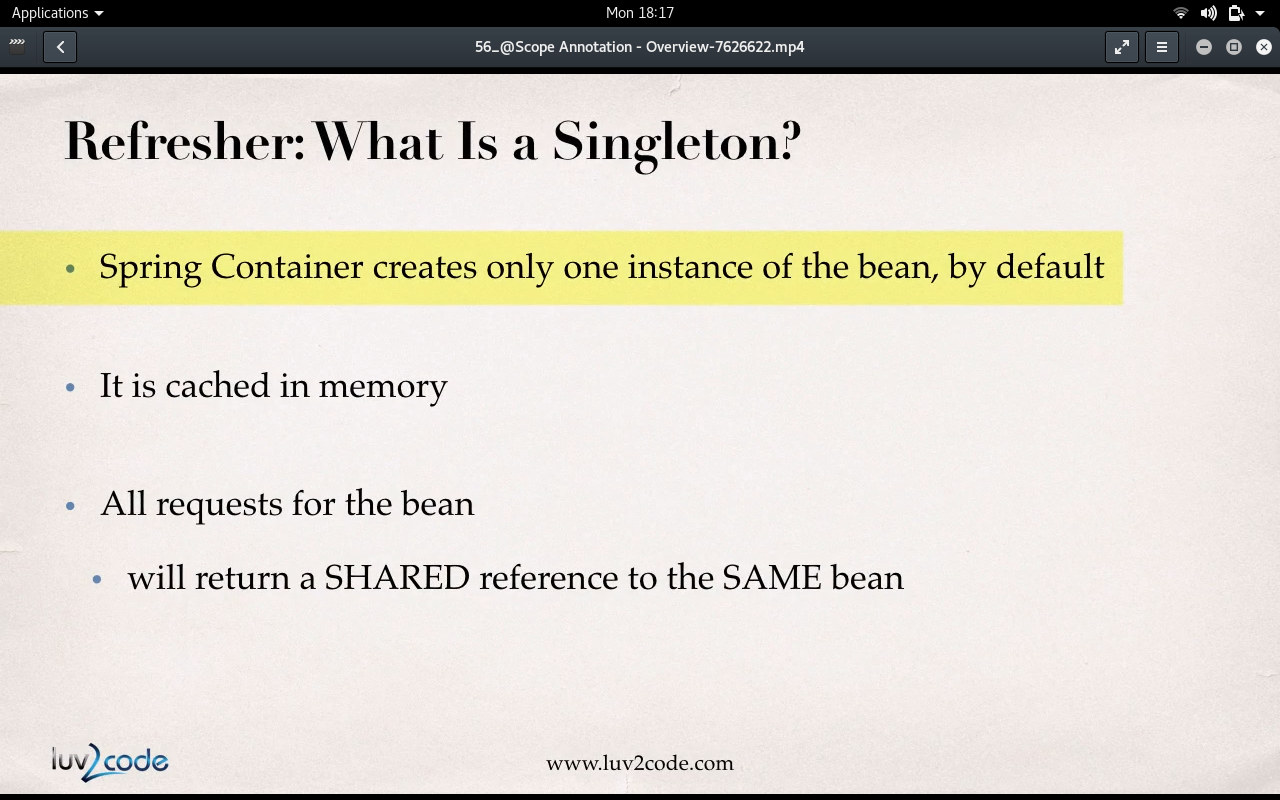 Applications
Mon 18:17
56_@Scope Annotation - Overview-7626622.mp4
Refresher: What Is a Singleton?
• Spring Container creates only one instance of the bean, by default
• It is cached in memory
• All requests for the bean
• will return a SHARED reference to the SAME bean
luv2code
www.luv2code.com